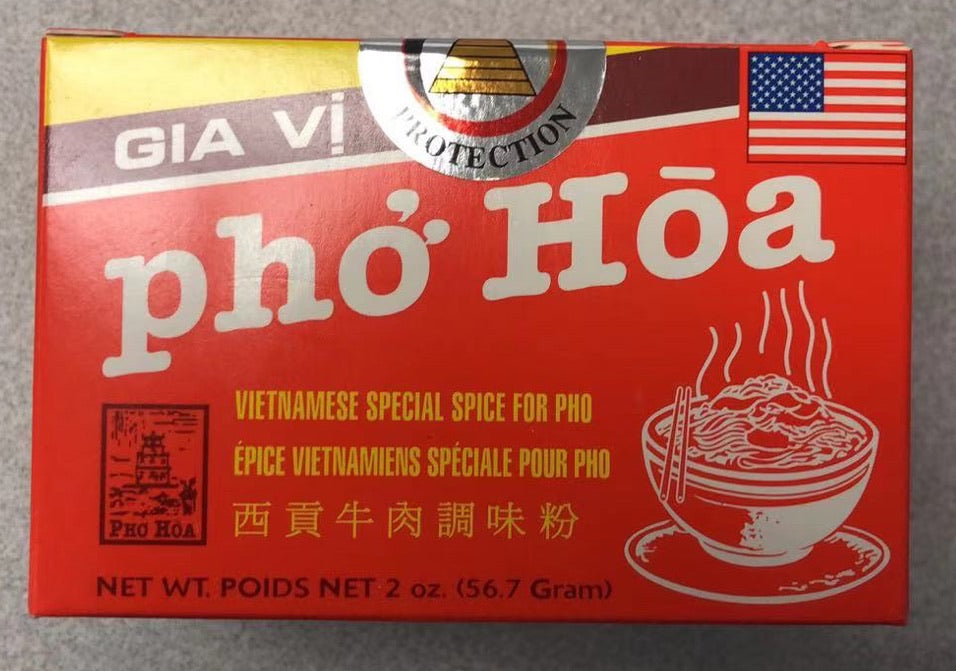 PROTECTION
GIA VỊ
phở Hōa
VIETNAMESE SPECIAL SPICE FOR PHO
ÉPICE VIETNAMIENS SPÉCIALE POUR PHO
西貢牛肉調味粉
PHO HOA
NET WT. POIDS NET 2 oz. (56.7 Gram)